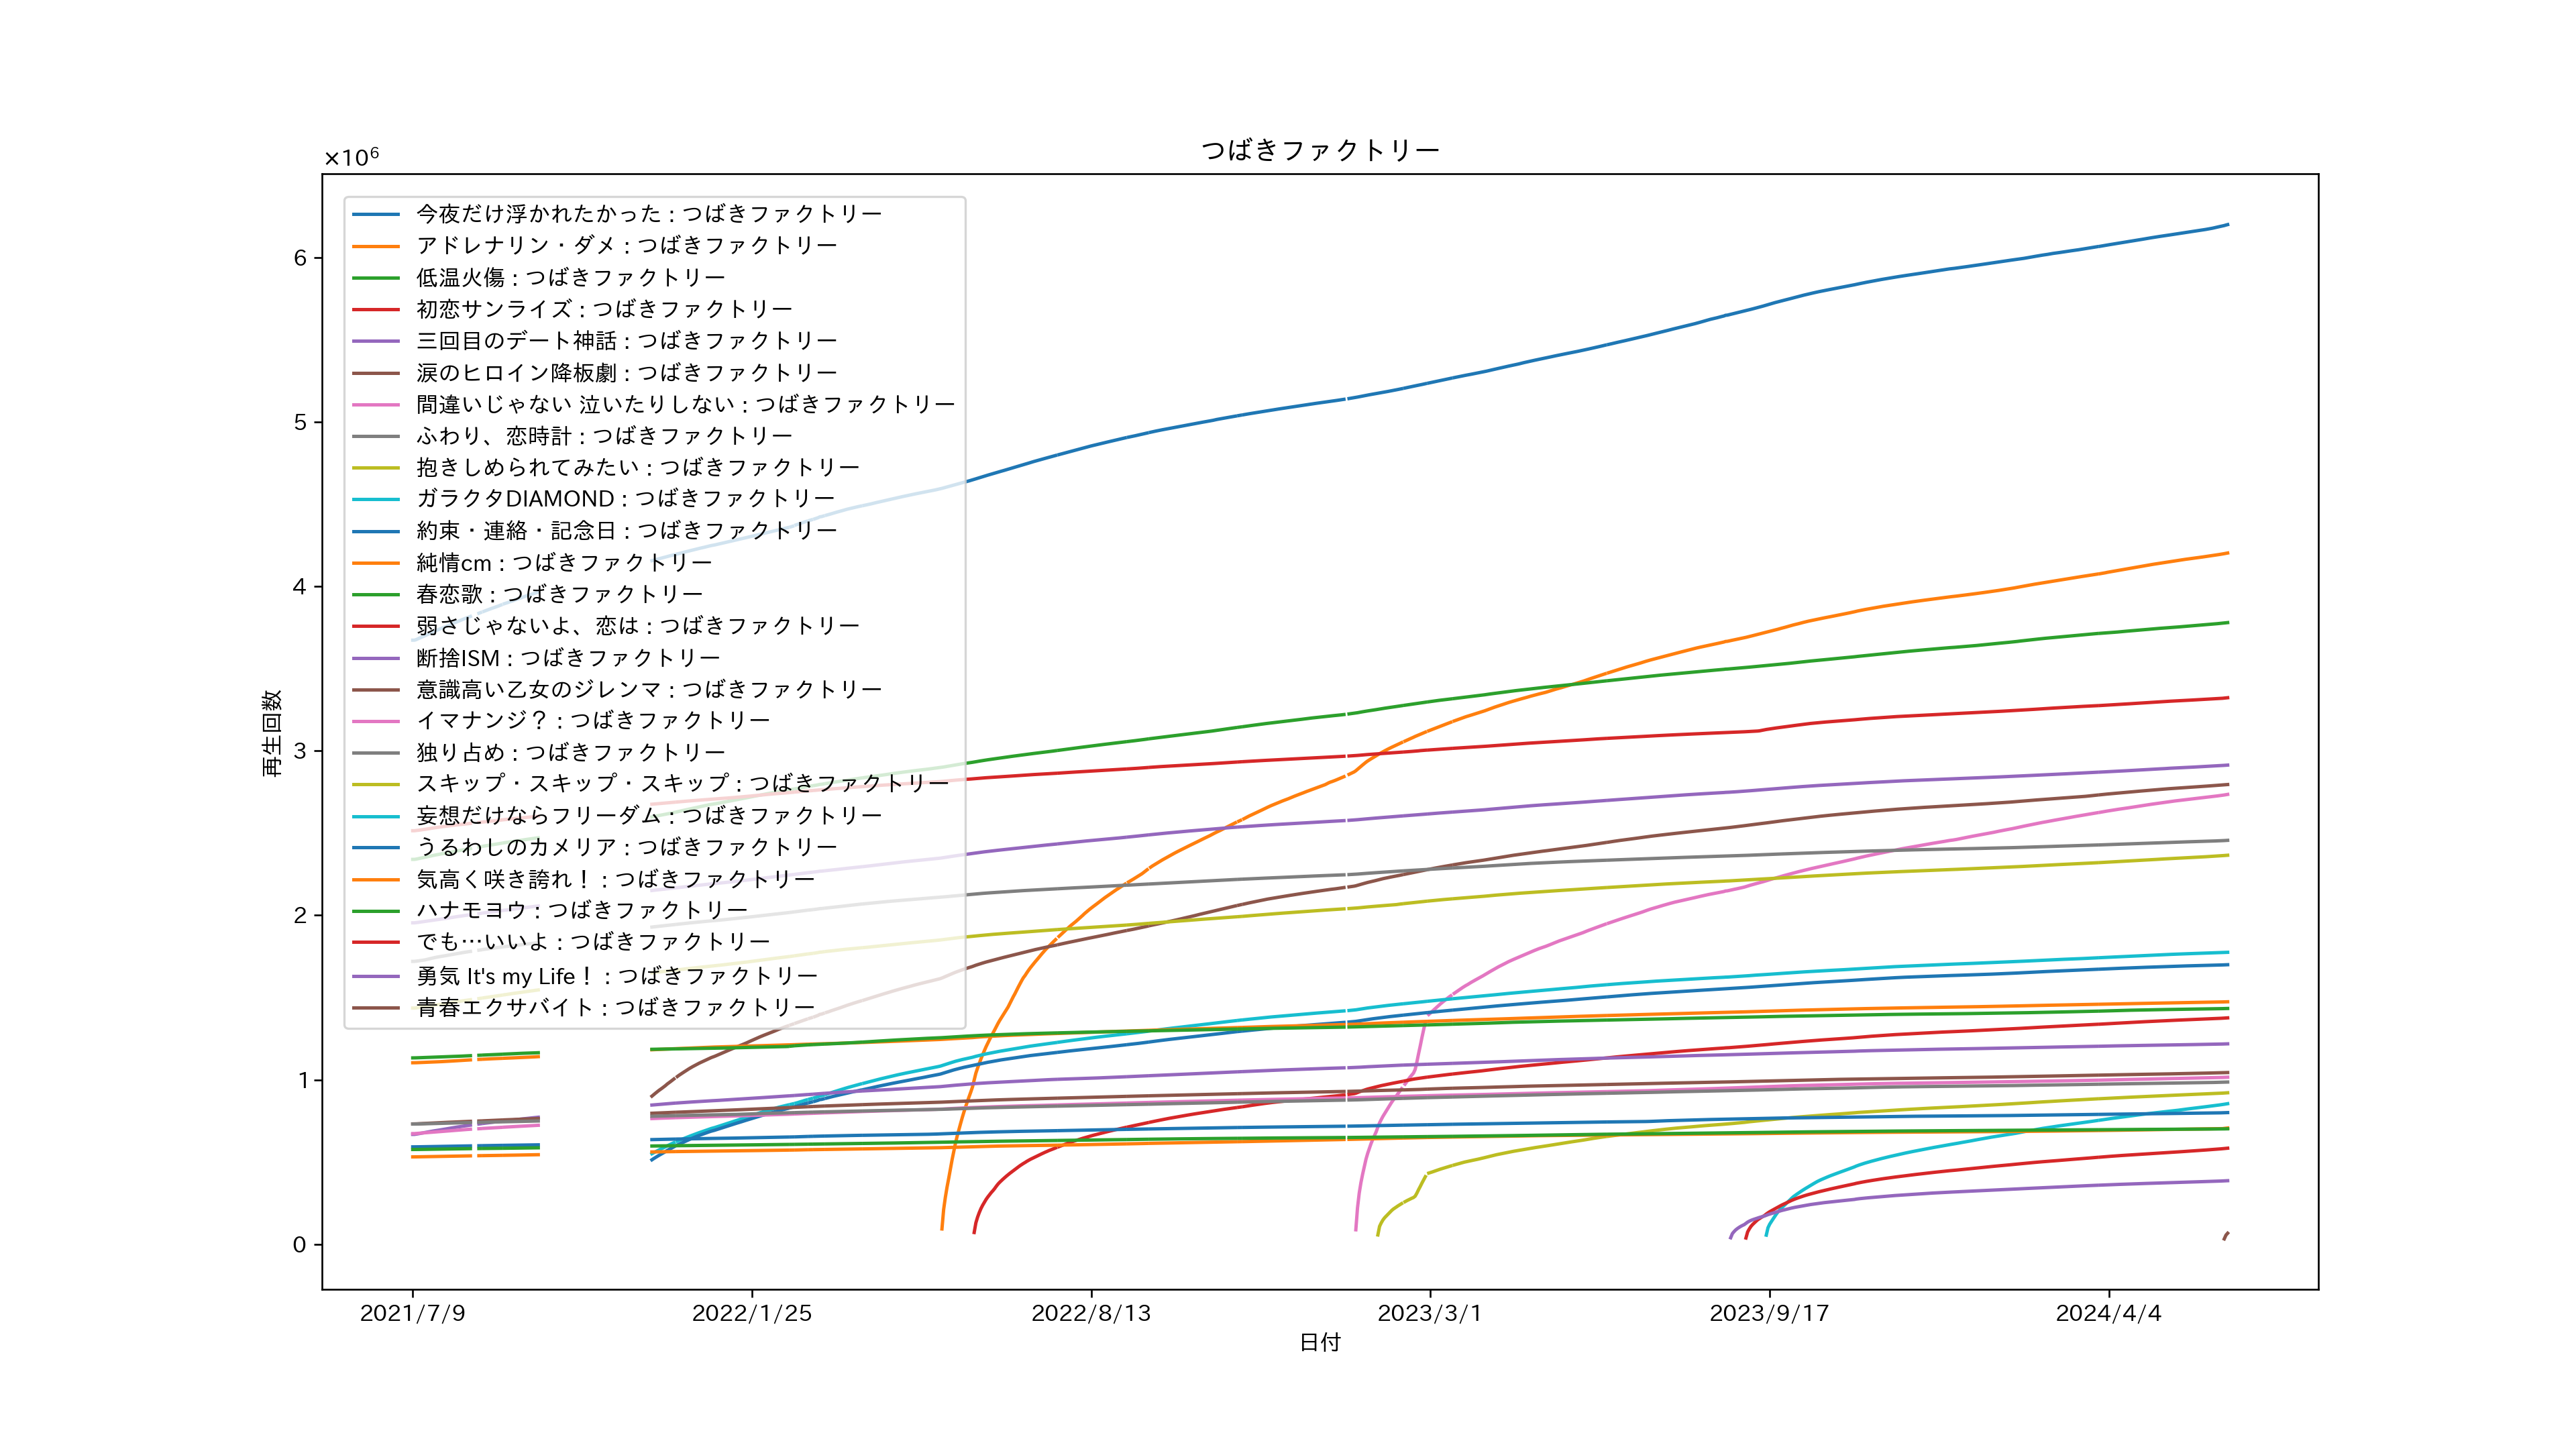 つばきファクトリー
×10⁶
今夜だけ浮かれたかった : つばきファクトリー
アドレナリン・ダメ : つばきファクトリー
低温火傷 : つばきファクトリー
初恋サンライズ : つばきファクトリー
三回目のデート神話 : つばきファクトリー
涙のヒロイン降板劇 : つばきファクトリー
間違いじゃない 泣いたりしない : つばきファクトリー
ふわり、恋時計 : つばきファクトリー
抱きしめられてみたい : つばきファクトリー
ガラクタDIAMOND : つばきファクトリー
約束・連絡・記念日 : つばきファクトリー
純情cm : つばきファクトリー
春恋歌 : つばきファクトリー
弱さじゃないよ、恋は : つばきファクトリー
断捨ISM : つばきファクトリー
意識高い乙女のジレンマ : つばきファクトリー
イマナンジ？ : つばきファクトリー
独り占め : つばきファクトリー
スキップ・スキップ・スキップ : つばきファクトリー
妄想だけならフリーダム : つばきファクトリー
うるわしのカメリア : つばきファクトリー
気高く咲き誇れ！ : つばきファクトリー
ハナモヨウ : つばきファクトリー
でも…いいよ : つばきファクトリー
勇気 It's my Life！ : つばきファクトリー
青春エクサバイト : つばきファクトリー
6
5
4
3
2
1
0
再生回数
2021/7/9
2022/1/25
2022/8/13
2023/3/1
2023/9/17
2024/4/4
日付